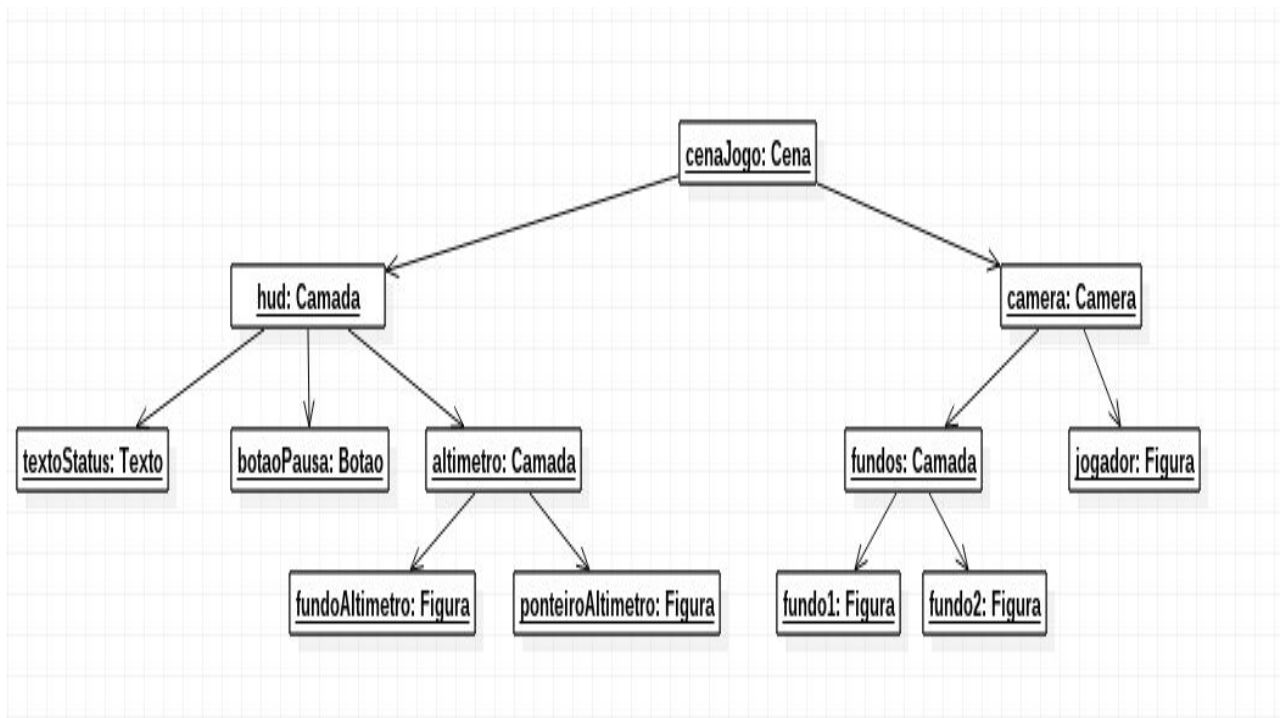 cenaJogo: Cena
hud: Camada
camera: Camera
textoStatus: Texto
botaoPausa: Botao
altimetro: Camada
fundos: Camada
jogador: Figura
fundoAltimetro: Figura
ponteiroAltimetro: Figura
fundo1: Figura
fundo2: Figura